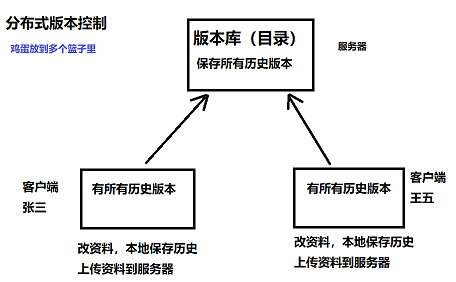 分布式版本控制
鸡蛋放到多个篮子里
版本库（目录）
保存所有历史版本
服务器
客户端
张三
有所有历史版本
改资料，本地保存历史
上传资料到服务器
有所有历史版本
客户端
王五
改资料，本地保存历史
上传资料到服务器